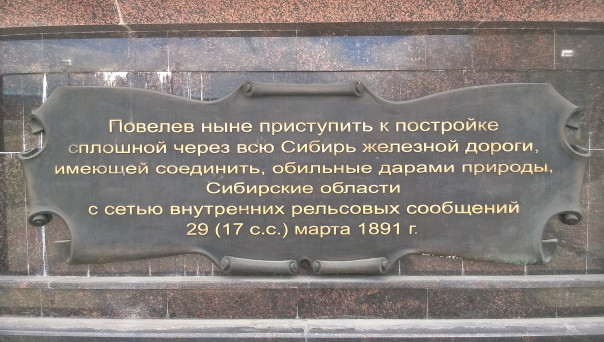 Повелев ныне приступить к постройке
сплошной через всю Сибирь железной дороги,
имеющей соединить, обильные дарами природы,
Сибирские области
с сетью внутренних рельсовых сообщений
29 (17 с.с.) марта 1891 г.